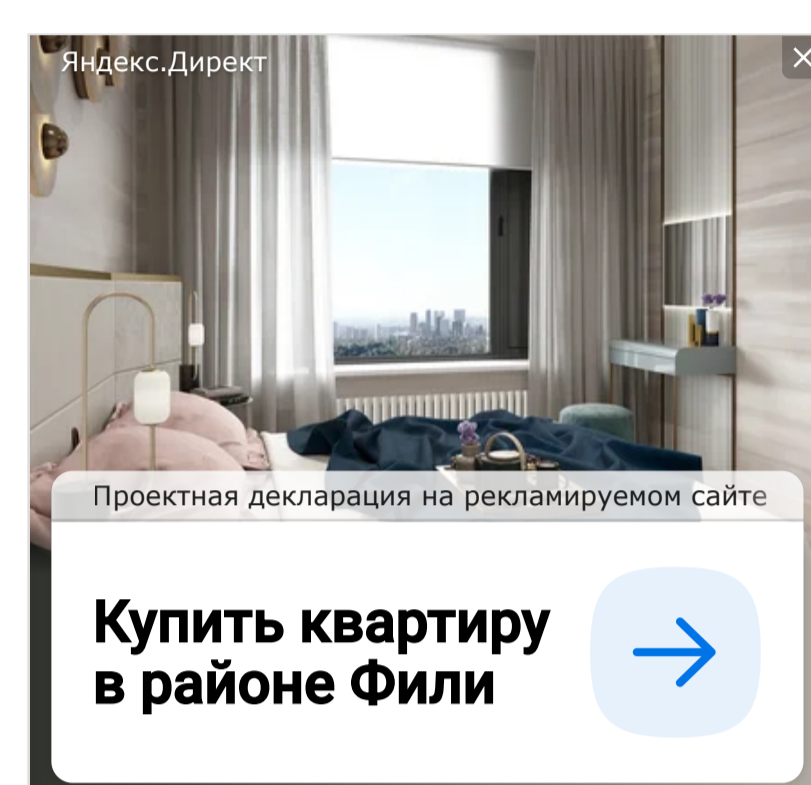 Яндекс.Директ
Проектная декларация на рекламируемом сайте
Купить квартиру
в районе Фили